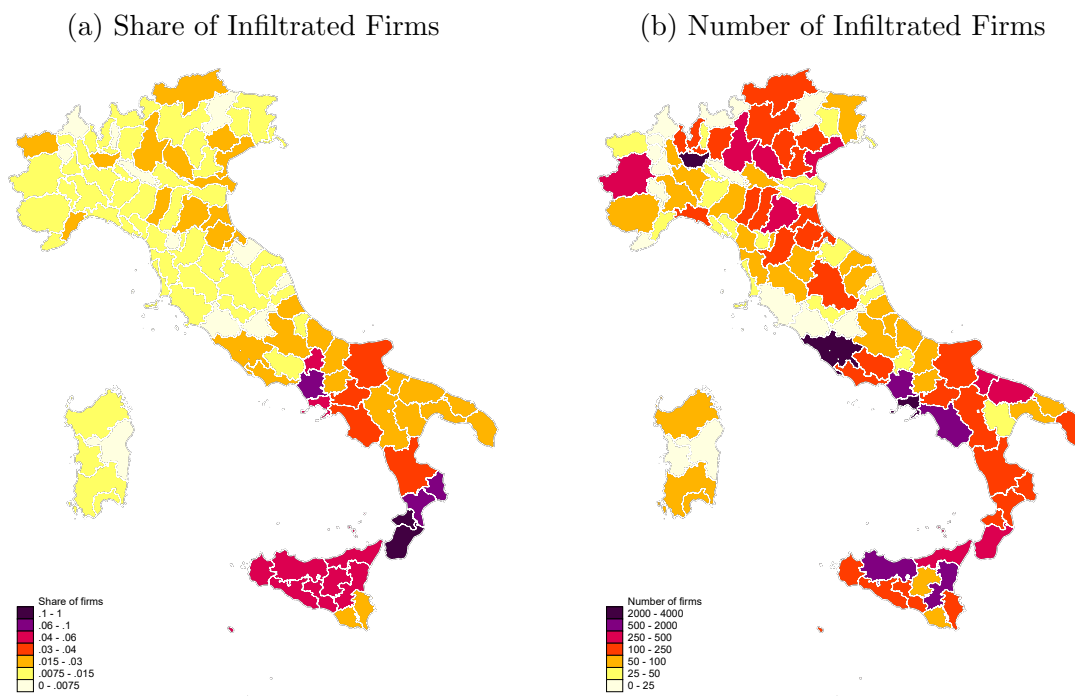 (a) Share of Infiltrated Firms
(b) Number of Infiltrated Firms
Share of firms
.1 - 1
.06 - .1
.04 - .06
.03 - .04
.015 - .03
.0075 - .015
0 - .0075
Number of firms
2000 - 4000
500 - 2000
250 - 500
100 - 250
50 - 100
25 - 50
0 - 25